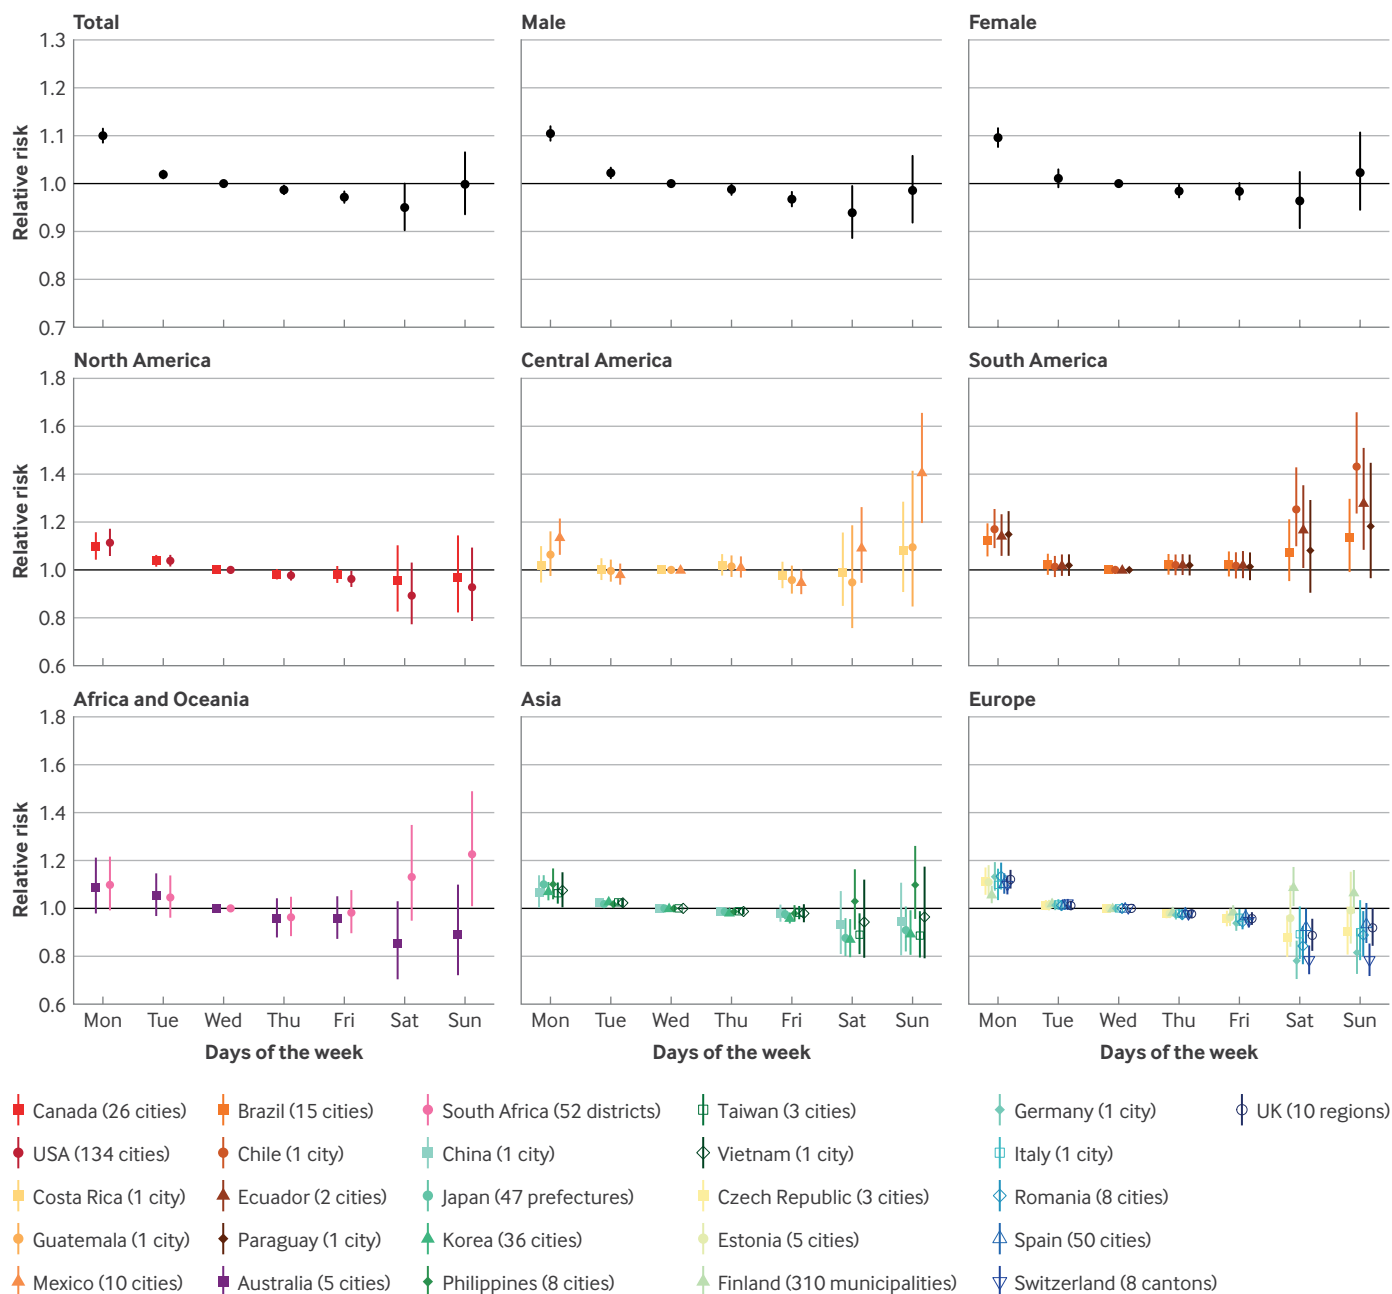 Total
Male
Female
Relative risk
1.3
1.2
1.1
1.0
0.9
0.8
0.7
North America
Central America
South America
Relative risk
1.8
1.6
1.4
1.2
1.0
0.8
0.6
Africa and Oceania
Asia
Europe
Relative risk
1.8
1.6
1.4
1.2
1.0
0.8
0.6
Mon Tue Wed Thu Fri Sat Sun
Mon Tue Wed Thu Fri Sat Sun
Mon Tue Wed Thu Fri Sat Sun
Days of the week
Days of the week
Days of the week
Canada (26 cities)
USA (134 cities)
Costa Rica (1 city)
Guatemala (1 city)
Mexico (10 cities)
Brazil (15 cities)
Chile (1 city)
Ecuador (2 cities)
Paraguay (1 city)
Australia (5 cities)
South Africa (52 districts)
China (1 city)
Japan (47 prefectures)
Korea (36 cities)
Philippines (8 cities)
Taiwan (3 cities)
Vietnam (1 city)
Czech Republic (3 cities)
Estonia (5 cities)
Finland (310 municipalities)
Germany (1 city)
Italy (1 city)
Romania (8 cities)
Spain (50 cities)
Switzerland (8 cantons)
UK (10 regions)